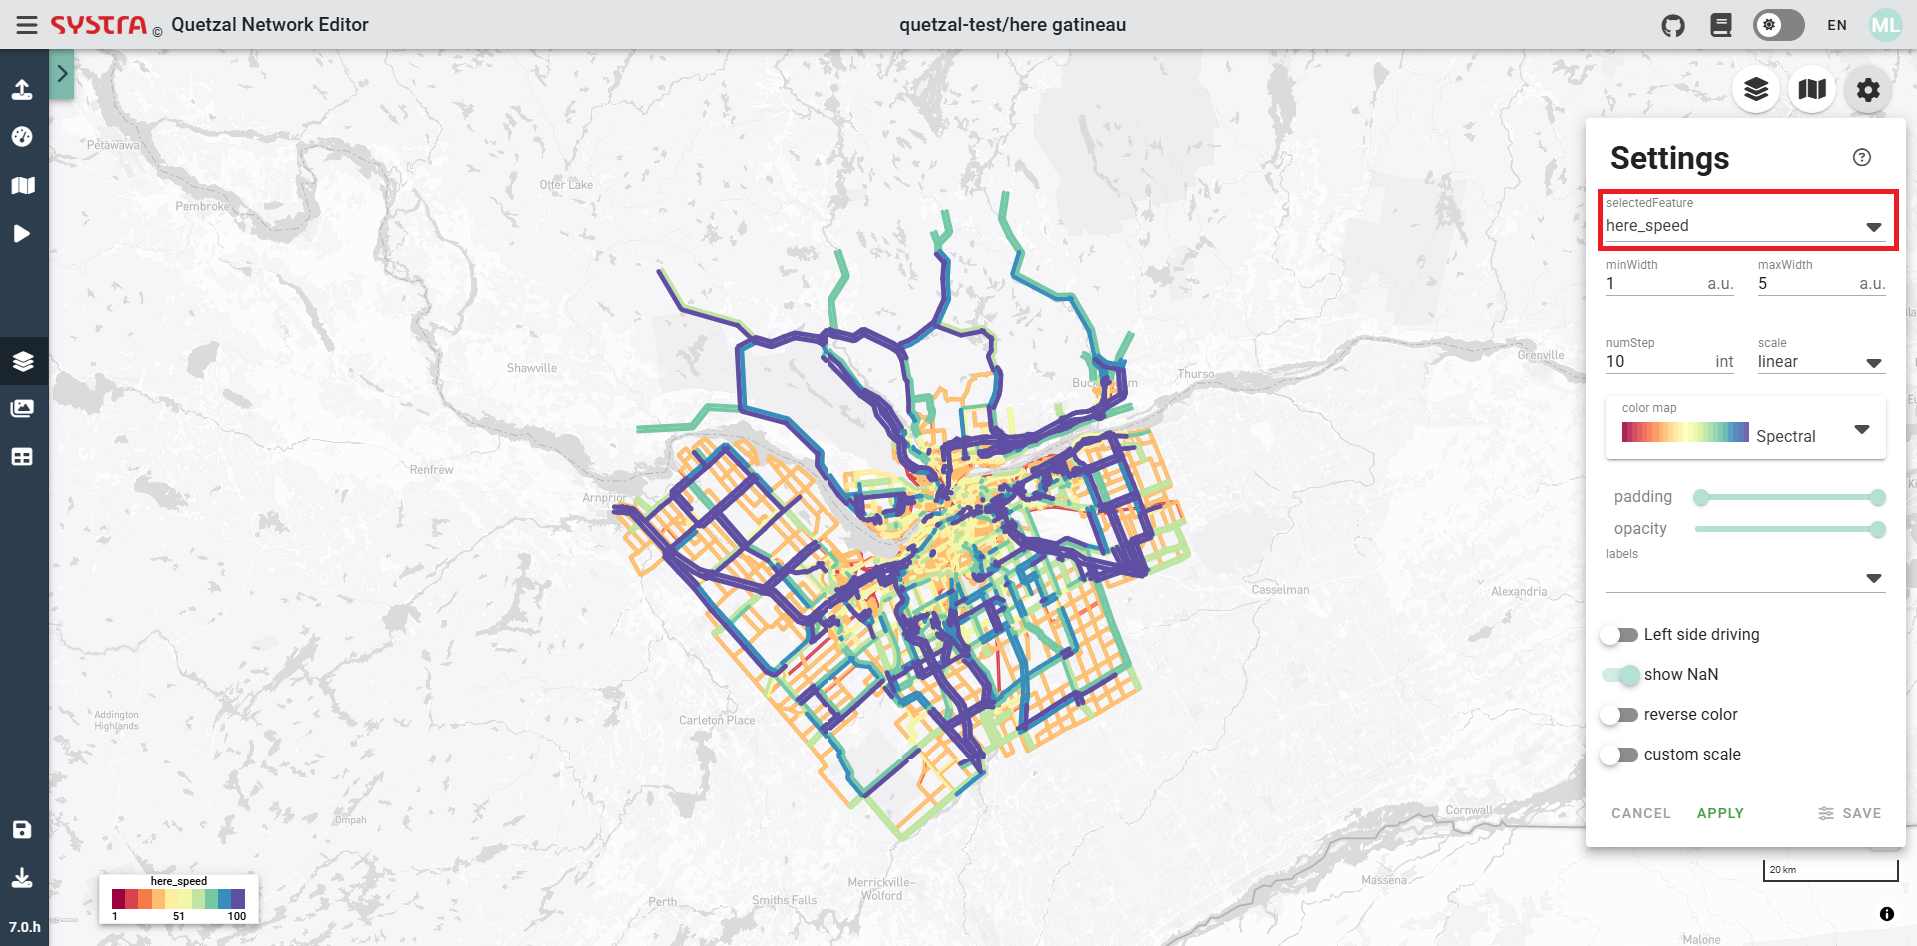 SYSTRA © Quetzal Network Editor
quetzal-test/here gatineau
EN
ML
Petawawa
Otter Lake
Pembroke
Shawville
Thurso
Grenville
Renfrew
Arnprior
Casselman
Alexandria
Addington
Highlands
Carleton Place
Ompah
Cornwall
Merrickville–
Wolford
Massena
Perth
Smiths Falls
Malone
Settings
selectedFeature
here_speed
minWidth
1 a.u.
maxWidth
5 a.u.
numStep
10 int
scale
linear
color map
Spectral
padding
opacity
labels
Left side driving
show NaN
reverse color
custom scale
CANCEL
APPLY
SAVE
20 km
here_speed
1 51 100
7.0.h